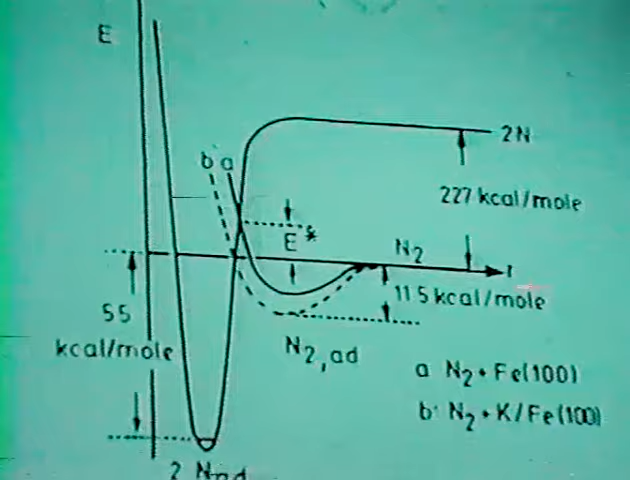 E
b a
2N
227 kcal/mole
E*
N2
r
11.5 kcal/mole
55
kcal/mole
N2,ad
a N2 + Fe(100)
b: N2 + K/Fe(100)
2 Nad